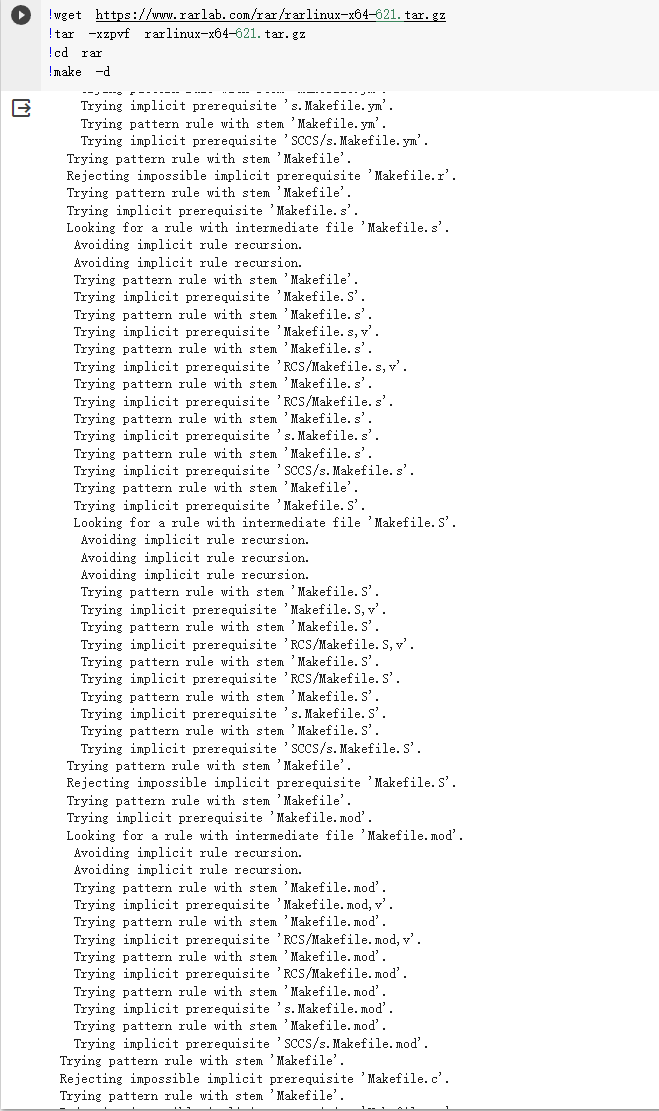 !wget https://www.rarlab.com/rar/rarlinux-x64-621.tar.gz
!tar -xzpvf rarlinux-x64-621.tar.gz
!cd rar
!make -d
Trying pattern rule with stem 'Makefile.ym'.
Trying implicit prerequisite 's.Makefile.ym'.
Trying pattern rule with stem 'Makefile.ym'.
Trying implicit prerequisite 'SCCS/s.Makefile.ym'.
Trying pattern rule with stem 'Makefile'.
Rejecting impossible implicit prerequisite 'Makefile.r'.
Trying pattern rule with stem 'Makefile'.
Trying implicit prerequisite 'Makefile.s'.
Looking for a rule with intermediate file 'Makefile.s'.
Avoiding implicit rule recursion.
Avoiding implicit rule recursion.
Trying pattern rule with stem 'Makefile'.
Trying implicit prerequisite 'Makefile.S'.
Trying pattern rule with stem 'Makefile.s'.
Trying implicit prerequisite 'Makefile.s,v'.
Trying pattern rule with stem 'Makefile.s'.
Trying implicit prerequisite 'RCS/Makefile.s,v'.
Trying pattern rule with stem 'Makefile.s'.
Trying implicit prerequisite 'RCS/Makefile.s'.
Trying pattern rule with stem 'Makefile.s'.
Trying implicit prerequisite 's.Makefile.s'.
Trying pattern rule with stem 'Makefile.s'.
Trying implicit prerequisite 'SCCS/s.Makefile.s'.
Trying pattern rule with stem 'Makefile'.
Trying implicit prerequisite 'Makefile.S'.
Looking for a rule with intermediate file 'Makefile.S'.
Avoiding implicit rule recursion.
Avoiding implicit rule recursion.
Avoiding implicit rule recursion.
Trying pattern rule with stem 'Makefile.S'.
Trying implicit prerequisite 'Makefile.S,v'.
Trying pattern rule with stem 'Makefile.S'.
Trying implicit prerequisite 'RCS/Makefile.S,v'.
Trying pattern rule with stem 'Makefile.S'.
Trying implicit prerequisite 'RCS/Makefile.S'.
Trying pattern rule with stem 'Makefile.S'.
Trying implicit prerequisite 's.Makefile.S'.
Trying pattern rule with stem 'Makefile.S'.
Trying implicit prerequisite 'SCCS/s.Makefile.S'.
Trying pattern rule with stem 'Makefile'.
Rejecting impossible implicit prerequisite 'Makefile.S'.
Trying pattern rule with stem 'Makefile'.
Trying implicit prerequisite 'Makefile.mod'.
Looking for a rule with intermediate file 'Makefile.mod'.
Avoiding implicit rule recursion.
Avoiding implicit rule recursion.
Trying pattern rule with stem 'Makefile.mod'.
Trying implicit prerequisite 'Makefile.mod,v'.
Trying pattern rule with stem 'Makefile.mod'.
Trying implicit prerequisite 'RCS/Makefile.mod,v'.
Trying pattern rule with stem 'Makefile.mod'.
Trying implicit prerequisite 'RCS/Makefile.mod'.
Trying pattern rule with stem 'Makefile.mod'.
Trying implicit prerequisite 's.Makefile.mod'.
Trying pattern rule with stem 'Makefile.mod'.
Trying implicit prerequisite 'SCCS/s.Makefile.mod'.
Trying pattern rule with stem 'Makefile'.
Rejecting impossible implicit prerequisite 'Makefile.c'.
Trying pattern rule with stem 'Makefile'.